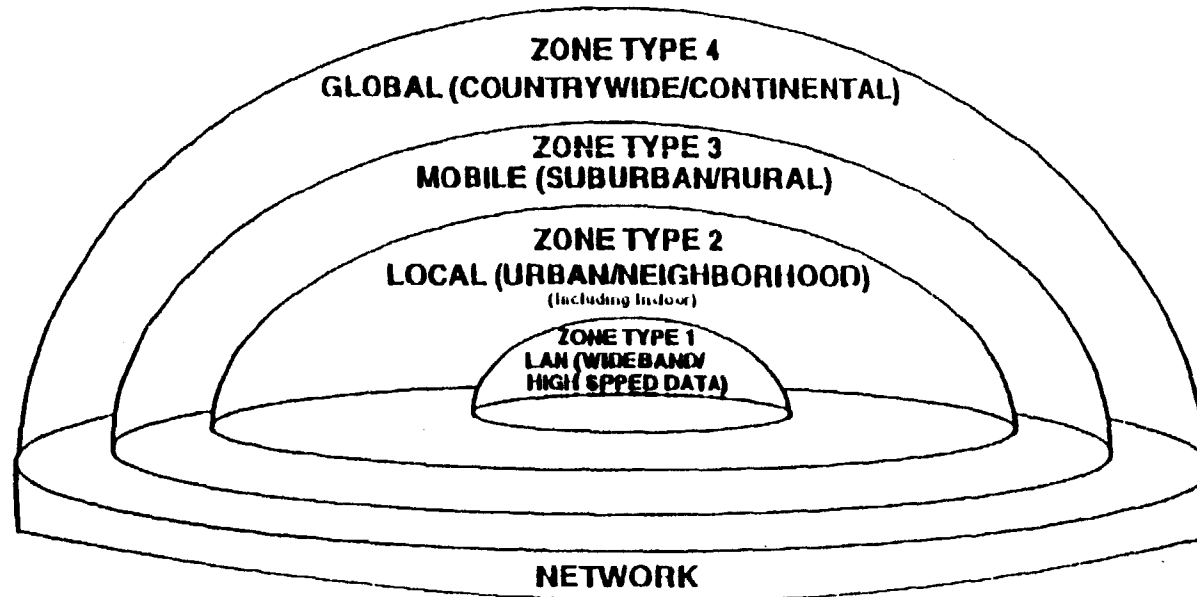 ZONE TYPE 4
GLOBAL (COUNTRYWIDE/CONTINENTAL)
ZONE TYPE 3
MOBILE (SUBURBAN/RURAL)
ZONE TYPE 2
LOCAL (URBAN/NEIGHBORHOOD)
(Including Indoor)
ZONE TYPE 1
LAN (WIDEBAND/
HIGH SPPED DATA)
NETWORK